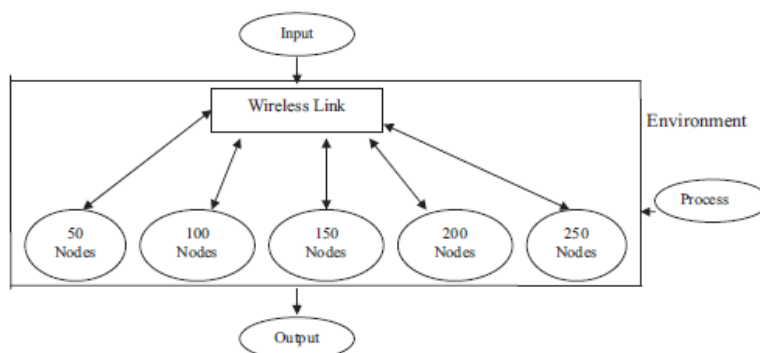 Input
Wireless Link
Environment
Process
50
Nodes
100
Nodes
150
Nodes
200
Nodes
250
Nodes
Output